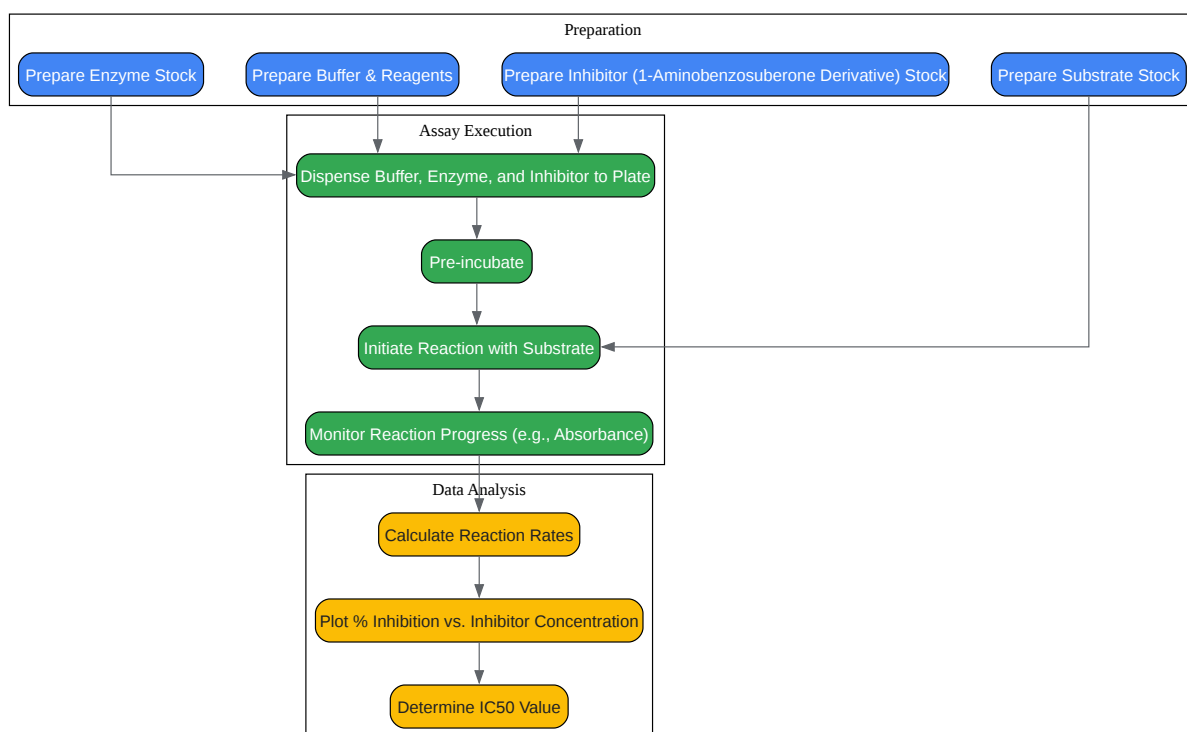 Preparation
Prepare Enzyme Stock
Prepare Buffer & Reagents
Prepare Inhibitor (1-Aminobenzosuberone Derivative) Stock
Prepare Substrate Stock
Assay Execution
Dispense Buffer, Enzyme, and Inhibitor to Plate
Pre-incubate
Initiate Reaction with Substrate
Monitor Reaction Progress (e.g., Absorbance)
Data Analysis
Calculate Reaction Rates
Plot % Inhibition vs. Inhibitor Concentration
Determine IC50 Value